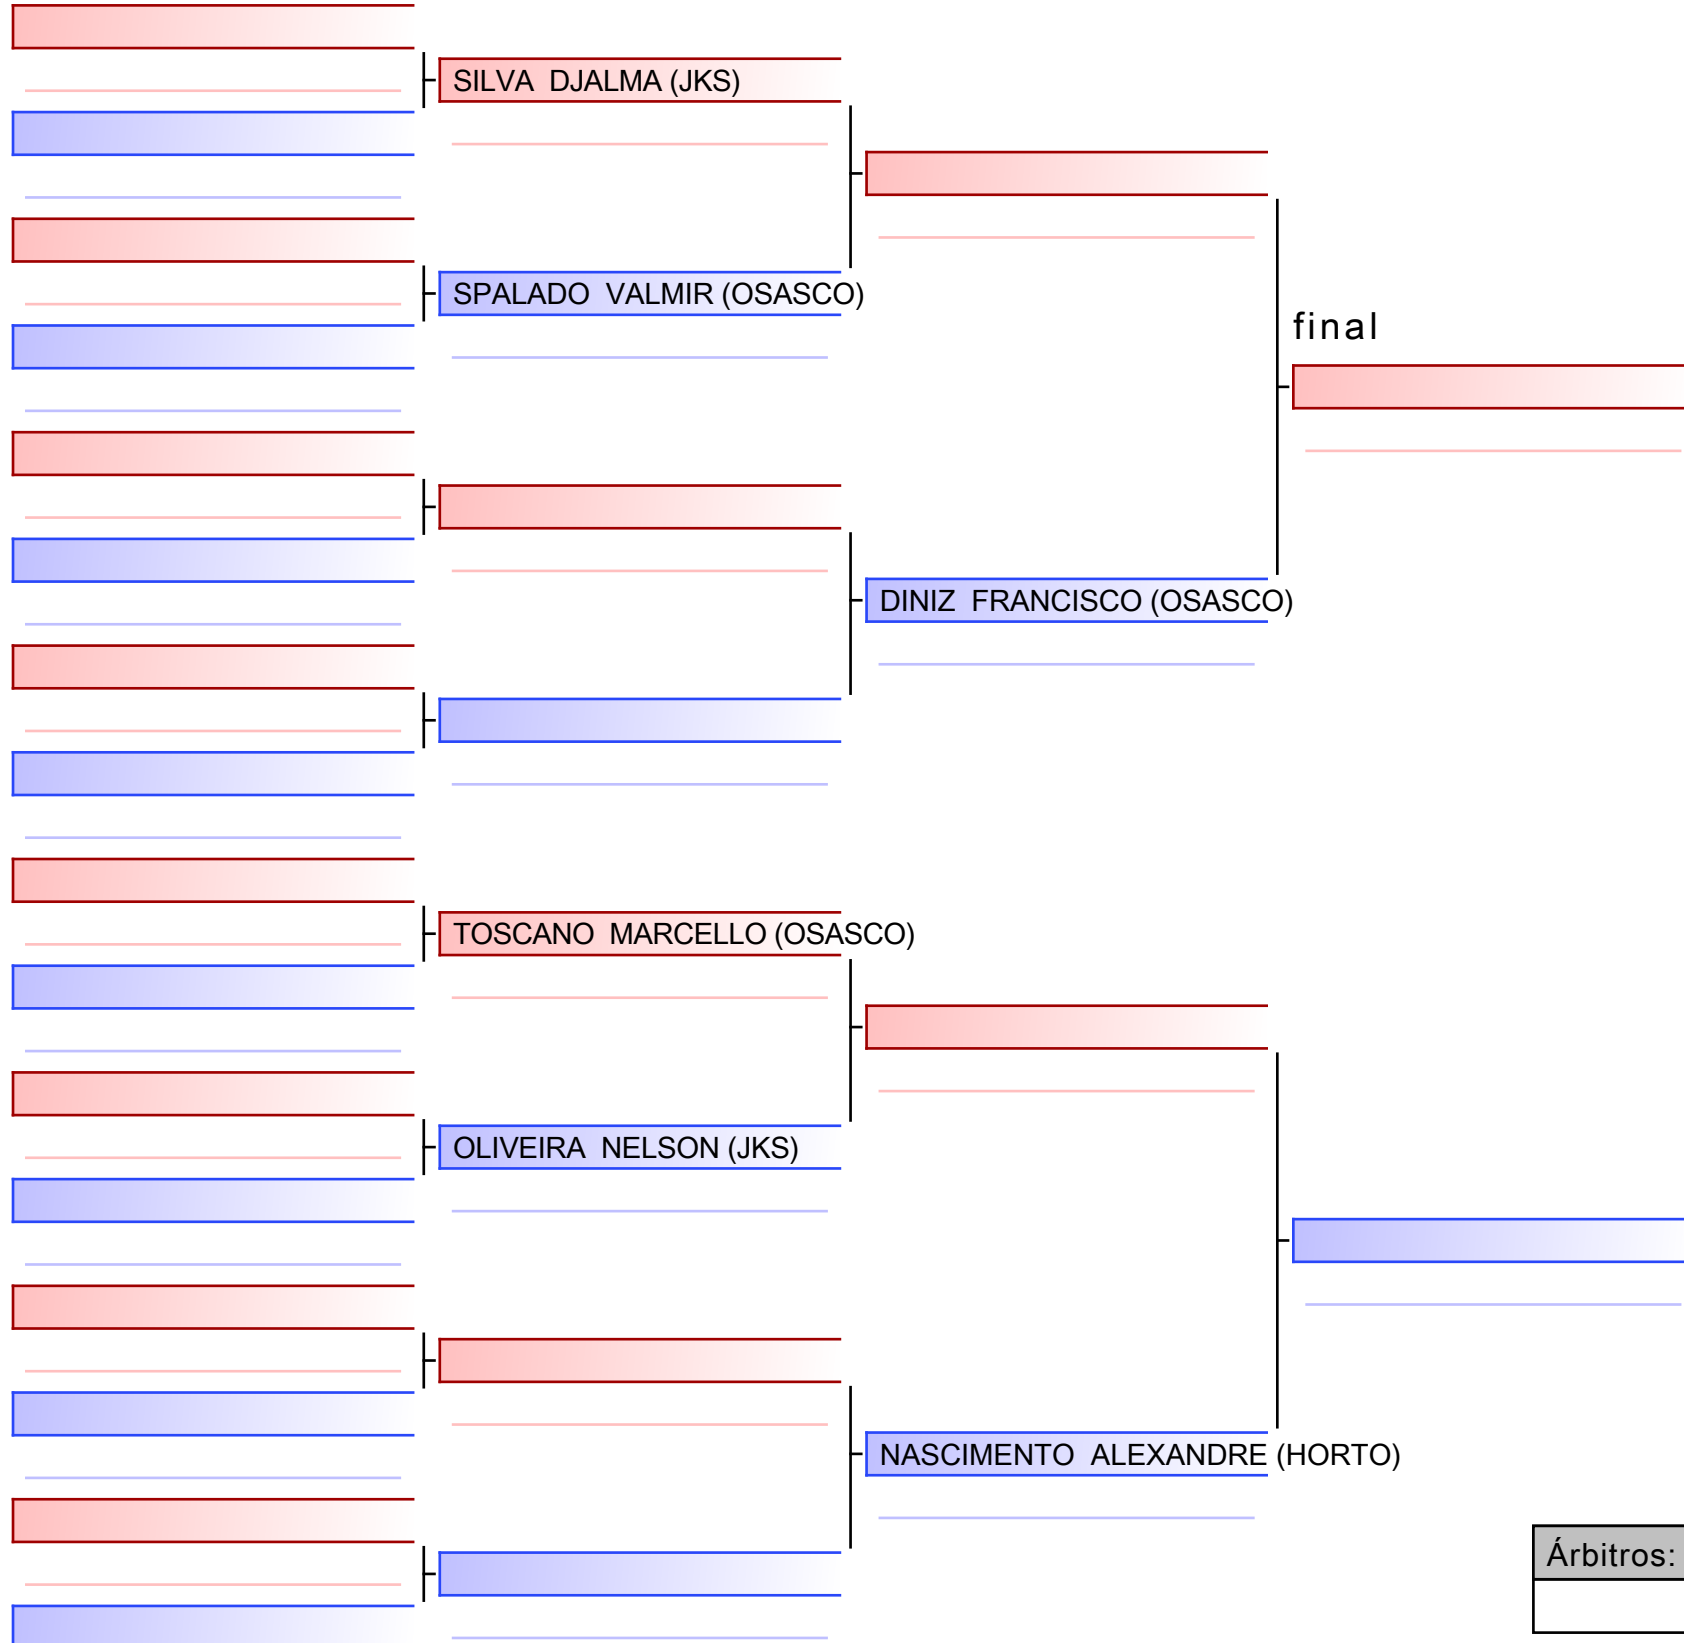 SILVA  DJALMA (JKS)
SPALADO  VALMIR (OSASCO)
final
DINIZ  FRANCISCO (OSASCO)
TOSCANO  MARCELLO (OSASCO)
OLIVEIRA  NELSON (JKS)
NASCIMENTO  ALEXANDRE (HORTO)
Árbitros: